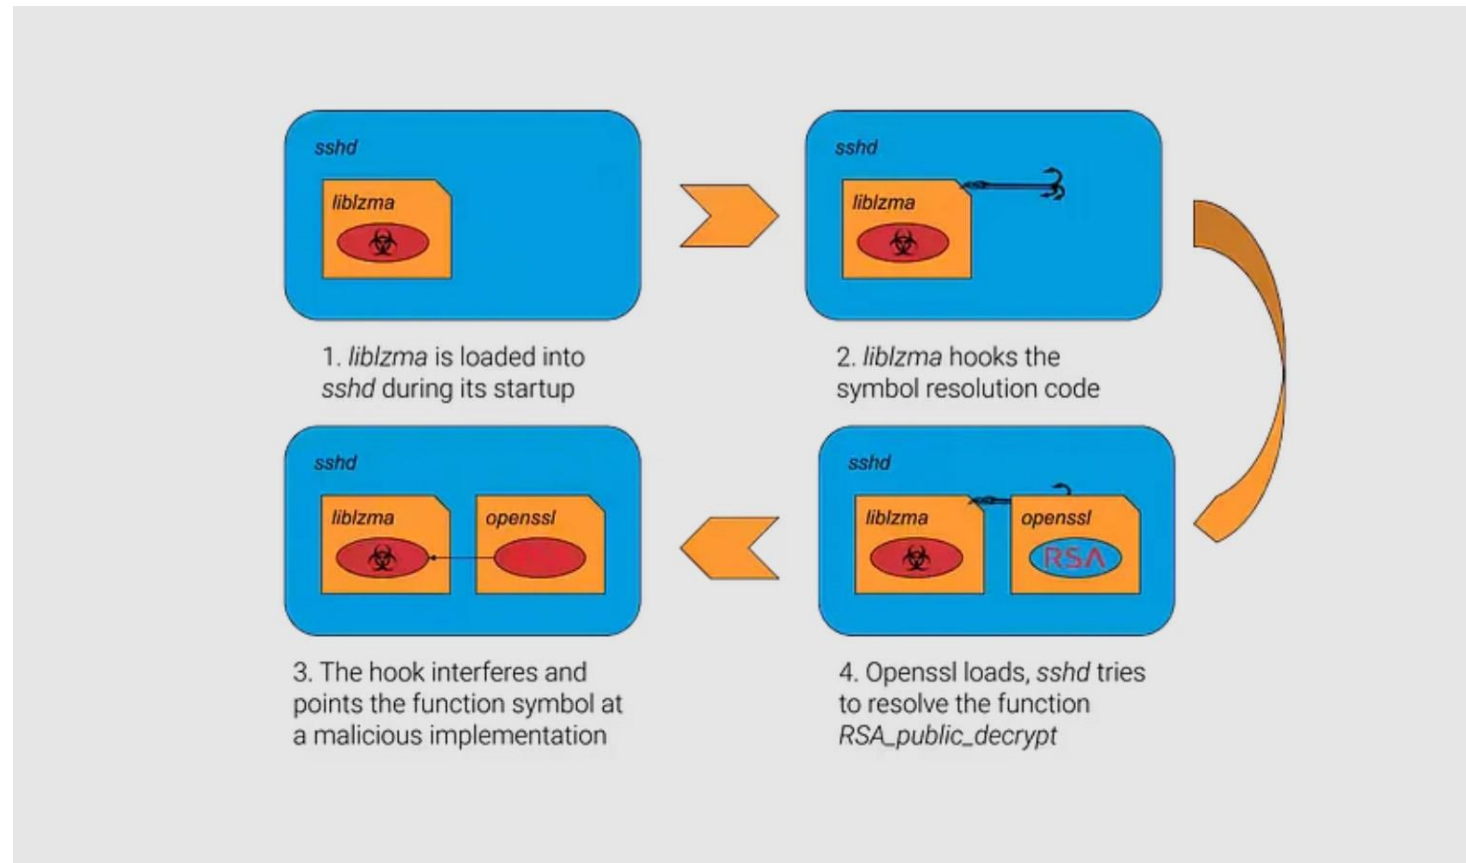 sshd
liblzma
sshd
liblzma
1. liblzma is loaded into
sshd during its startup
2. liblzma hooks the
symbol resolution code
sshd
liblzma
openssl
sshd
liblzma
openssl
RSA
3. The hook interferes and
points the function symbol at
a malicious implementation
4. Openssl loads, sshd tries
to resolve the function
RSA_public_decrypt